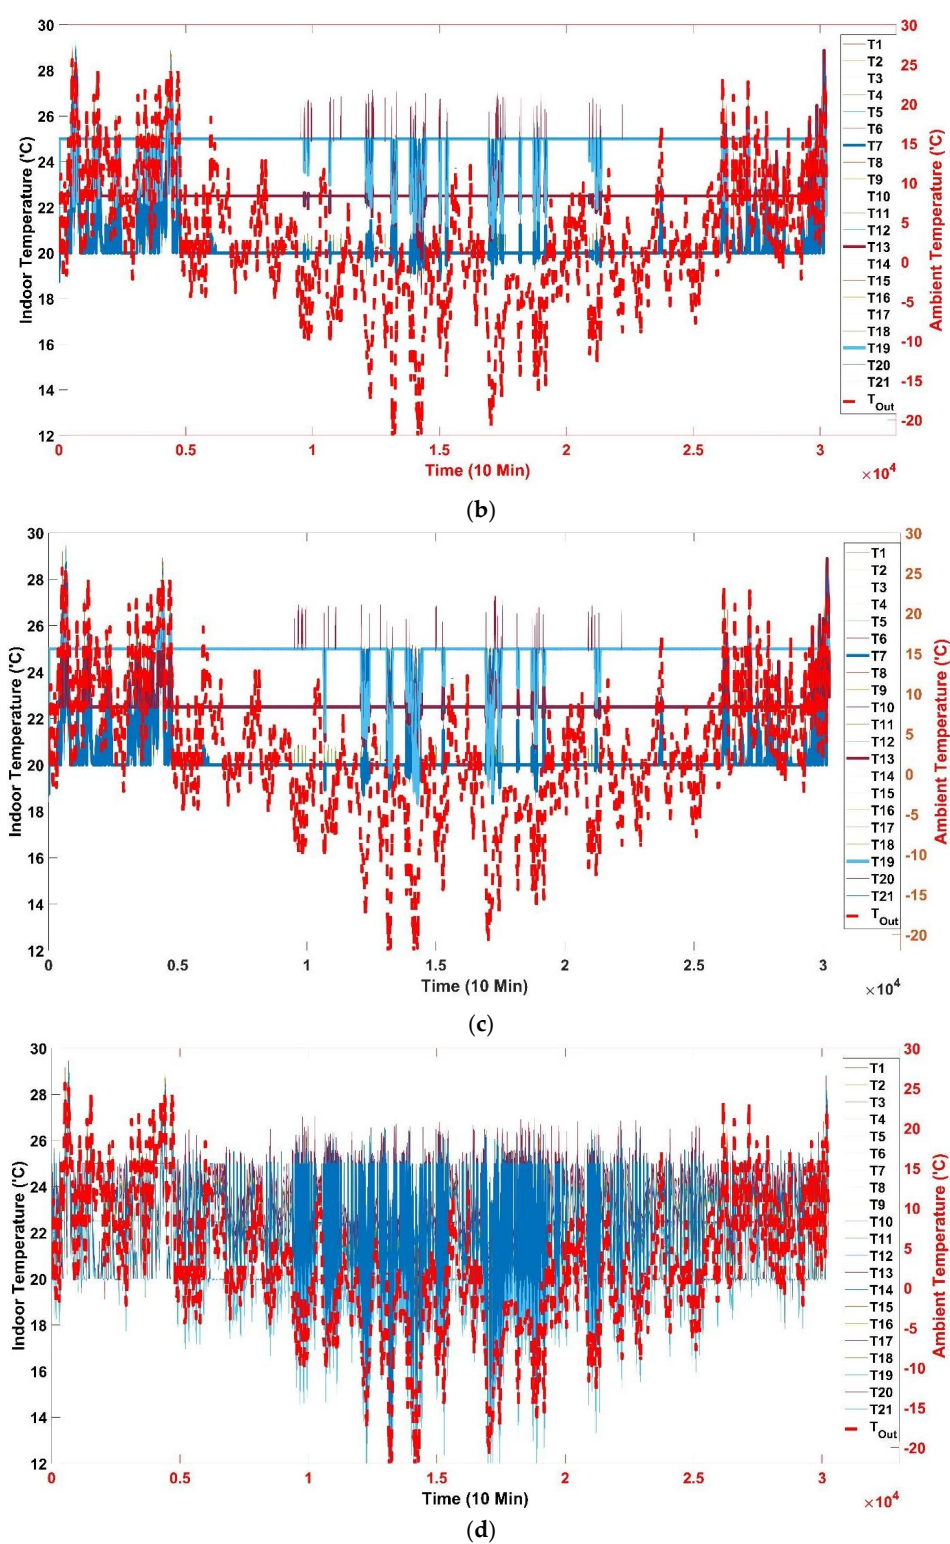 30
28
26
24
22
20
18
16
14
12
Indoor Temperature (°C)
0
0.5
1
1.5
2
2.5
3
Time (10 Min)
×10⁴
30
25
20
15
10
5
0
-5
-10
-15
-20
Ambient Temperature (°C)
T1
T2
T3
T4
T5
T6
T7
T8
T9
T10
T11
T12
T13
T14
T15
T16
T17
T18
T19
T20
T21
T Out
(b)
30
28
26
24
22
20
18
16
14
12
Indoor Temperature (°C)
0
0.5
1
1.5
2
2.5
3
Time (10 Min)
×10⁴
30
25
20
15
10
5
0
-5
-10
-15
-20
Ambient Temperature (°C)
T1
T2
T3
T4
T5
T6
T7
T8
T9
T10
T11
T12
T13
T14
T15
T16
T17
T18
T19
T20
T21
T Out
(c)
30
28
26
24
22
20
18
16
14
12
Indoor Temperature (°C)
0
0.5
1
1.5
2
2.5
3
Time (10 Min)
×10⁴
30
25
20
15
10
5
0
-5
-10
-15
-20
Ambient Temperature (°C)
T1
T2
T3
T4
T5
T6
T7
T8
T9
T10
T11
T12
T13
T14
T15
T16
T17
T18
T19
T20
T21
T Out
(d)